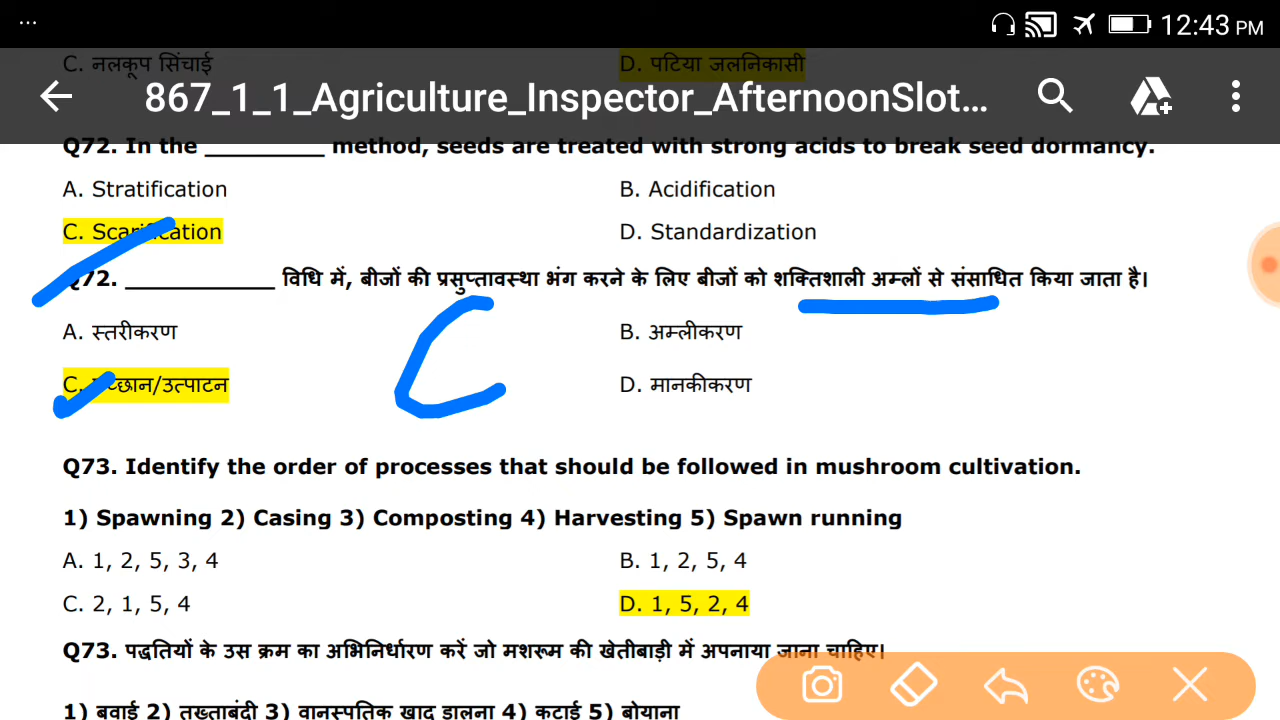 ...
12:43 PM
C. नलकूप सिंचाई
D. पटिया जलनिकासी
867_1_1_Agriculture_Inspector_AfternoonSlot...
Q72. In the _________ method, seeds are treated with strong acids to break seed dormancy.
A. Stratification
B. Acidification
C. Scarification
D. Standardization
Q72. ____________ विधि में, बीजों की प्रसुप्तावस्था भंग करने के लिए बीजों को शक्तिशाली अम्लों से संसाधित किया जाता है।
A. स्तरीकरण
B. अम्लीकरण
C.
D. मानकीकरण
Q73. Identify the order of processes that should be followed in mushroom cultivation.
1) Spawning 2) Casing 3) Composting 4) Harvesting 5) Spawn running
A. 1, 2, 5, 3, 4
B. 1, 2, 5, 4
C. 2, 1, 5, 4
D. 1, 5, 2, 4
Q73. पद्धतियों के उस क्रम का अभिनिर्धारण करें जो मशरूम की खेतीबाड़ी में अपनाया जाना चाहिए।
1) बुवाई 2) तख्ताबंदी 3) वानस्पतिक खाद डालना 4) कटाई 5) बोयाना